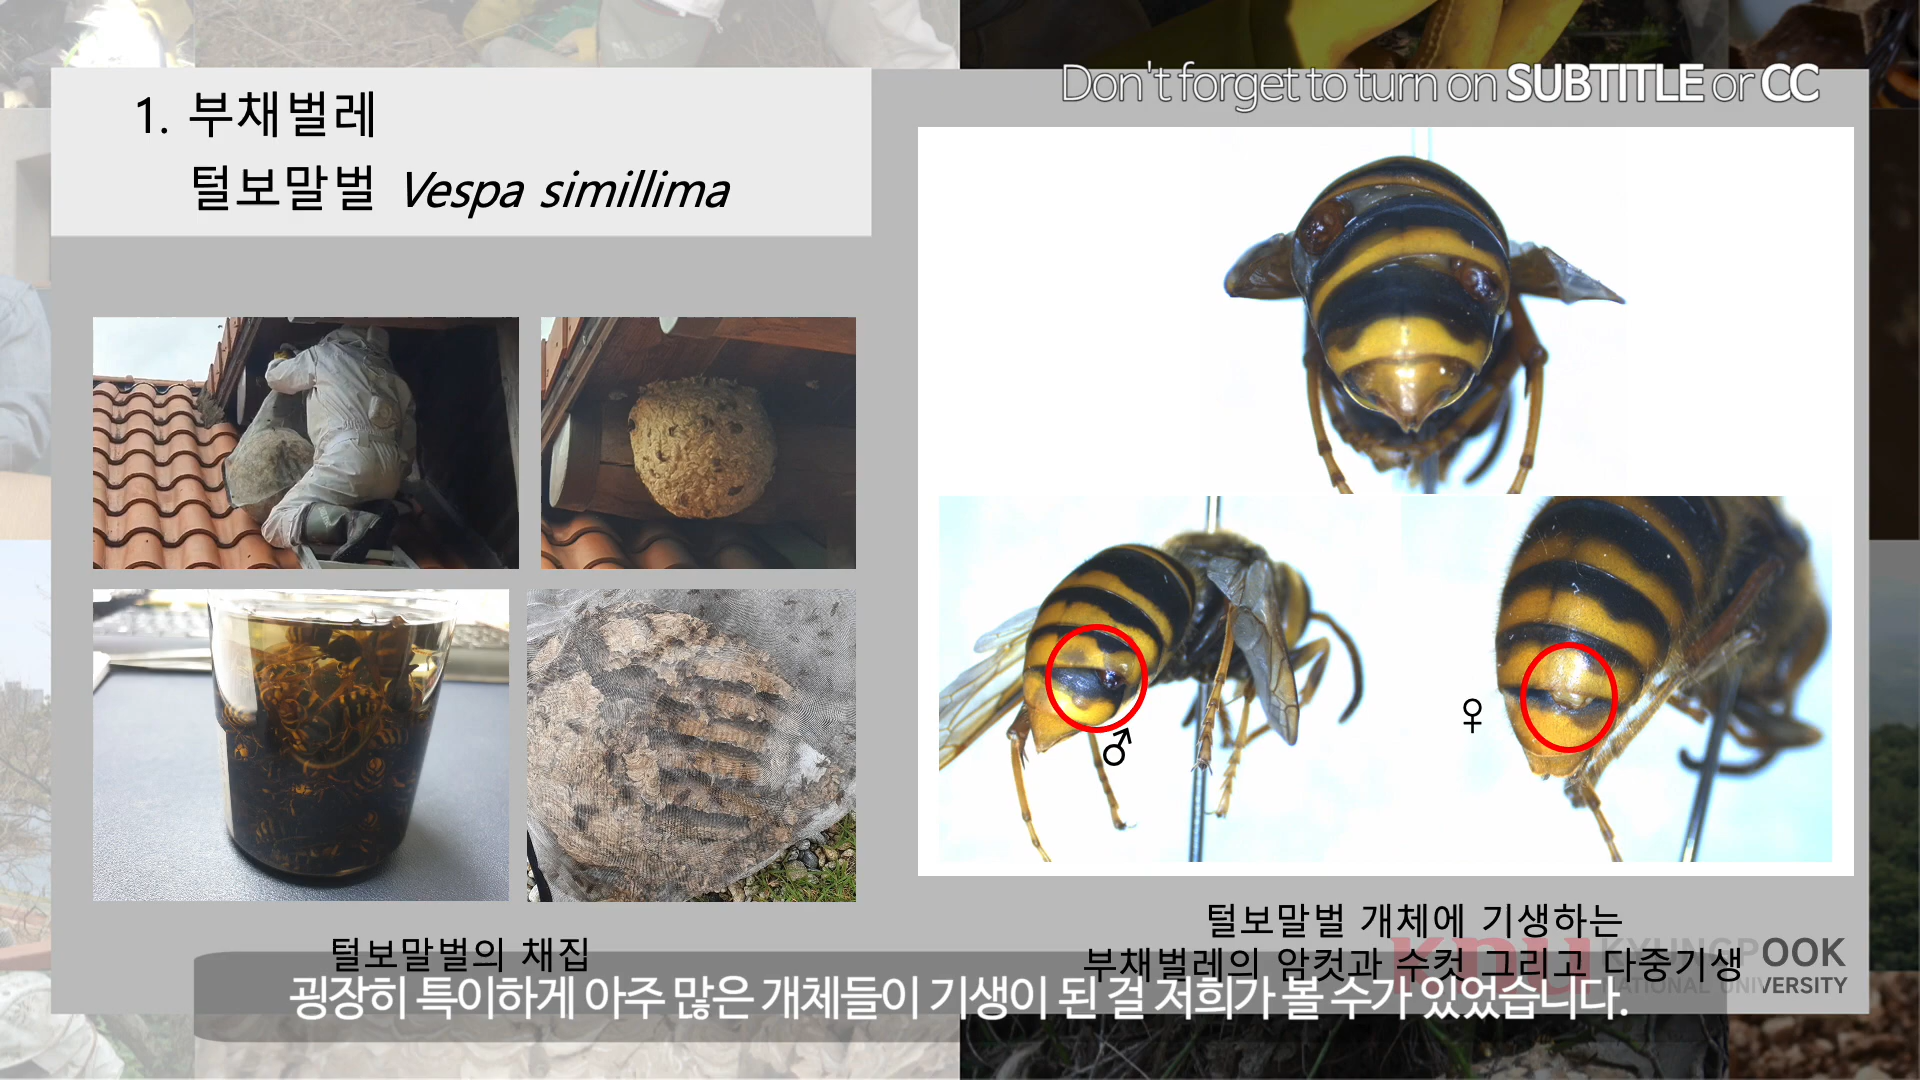 Don't forget to turn on SUBTITLE or CC
1. 부채벌레
털보말벌 Vespa simillima
♂
♀
털보말벌의 채집
털보말벌 개체에 기생하는
부채벌레의 암컷과 수컷 그리고 다중기생
knu KYUNGPOOK
NATIONAL UNIVERSITY
굉장히 특이하게 아주 많은 개체들이 기생이 된 걸 저희가 볼 수가 있었습니다.